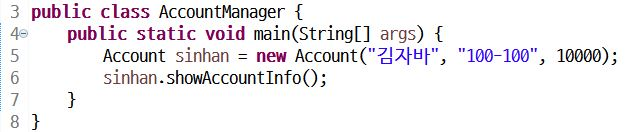 3 public class AccountManager {
4 public static void main(String[] args) {
5 Account sinhan = new Account("김자바", "100-100", 10000);
6 sinhan.showAccountInfo();
7 }
8 }